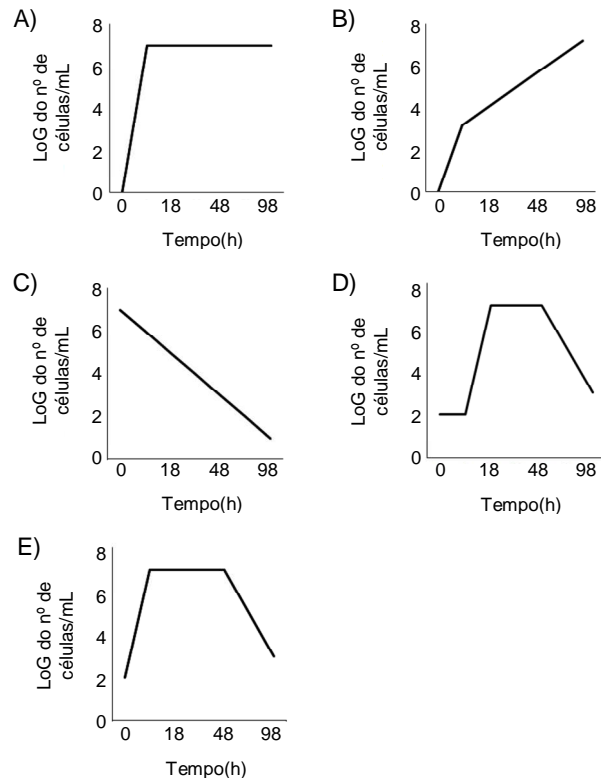 A)
LoG do nº de
células/mL
8
6
4
2
0
0 18 48 98
Tempo(h)
B)
LoG do nº de
células/mL
8
6
4
2
0
0 18 48 98
Tempo(h)
C)
LoG do nº de
células/mL
8
6
4
2
0
0 18 48 98
Tempo(h)
D)
LoG do nº de
células/mL
8
6
4
2
0
0 18 48 98
Tempo(h)
E)
LoG do nº de
células/mL
8
6
4
2
0
0 18 48 98
Tempo(h)